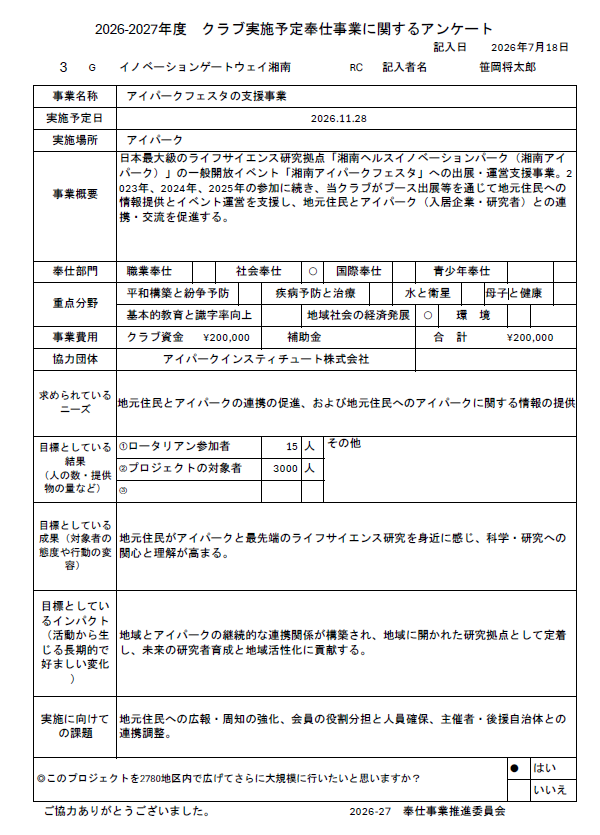 2026-2027年度　クラブ実施予定奉仕事業に関するアンケート
記入日　2026年7月18日
3 G イノベーションゲートウェイ湘南 RC 記入者名 笹岡将太郎
事業名称 アイパークフェスタの支援事業
実施予定日 2026.11.28
実施場所 アイパーク
事業概要
日本最大級のライフサイエンス研究拠点「湘南ヘルスイノベーションパーク（湘南アイ
パーク）」の一般開放イベント「湘南アイパークフェスタ」への出展・運営支援事業。2
023年、2024年、2025年の参加に続き、当クラブがブース出展等を通じて地元住民への
情報提供とイベント運営を支援し、地元住民とアイパーク（入居企業・研究者）との連
携・交流を促進する。
奉仕部門 職業奉仕 社会奉仕 ○ 国際奉仕 青少年奉仕
重点分野
平和構築と紛争予防 疾病予防と治療 水と衛星 母子と健康
基本的教育と識字率向上 地域社会の経済発展 ○ 環　境
事業費用 クラブ資金 ¥200,000 補助金 合　計 ¥200,000
協力団体 アイパークインスティチュート株式会社
求められている
ニーズ
地元住民とアイパークの連携の促進、および地元住民へのアイパークに関する情報の提供
目標としている
結果
（人の数・提供
物の量など）
①ロータリアン参加者 15 人 その他
②プロジェクトの対象者 3000 人
③
目標としている
成果（対象者の
態度や行動の変
容）
地元住民がアイパークと最先端のライフサイエンス研究を身近に感じ、科学・研究への
関心と理解が高まる。
目標としてい
るインパクト
（活動から生
じる長期的で
好ましい変化
）
地域とアイパークの継続的な連携関係が構築され、地域に開かれた研究拠点として定着
し、未来の研究者育成と地域活性化に貢献する。
実施に向けて
の課題
地元住民への広報・周知の強化、会員の役割分担と人員確保、主催者・後援自治体との
連携調整。
◎このプロジェクトを2780地区内で広げてさらに大規模に行いたいと思いますか？
● はい
いいえ
ご協力ありがとうございました。 2026-27　奉仕事業推進委員会